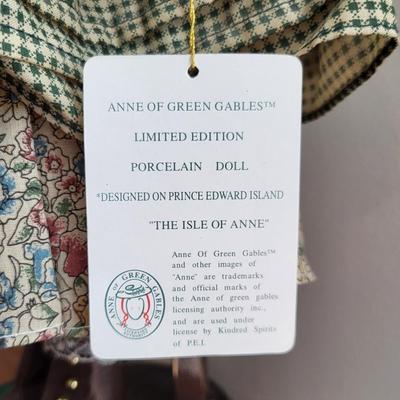 ANNE OF GREEN GABLES™
LIMITED EDITION
PORCELAIN DOLL
*DESIGNED ON PRINCE EDWARD ISLAND
"THE ISLE OF ANNE"
Anne Of Green Gables™
and other images of
"Anne" are trademarks
and official marks of
the Anne of green gables
licensing authority inc.,
and are used under
license by Kindred Spirits
of P.E.I.
ANNE OF GREEN GABLES